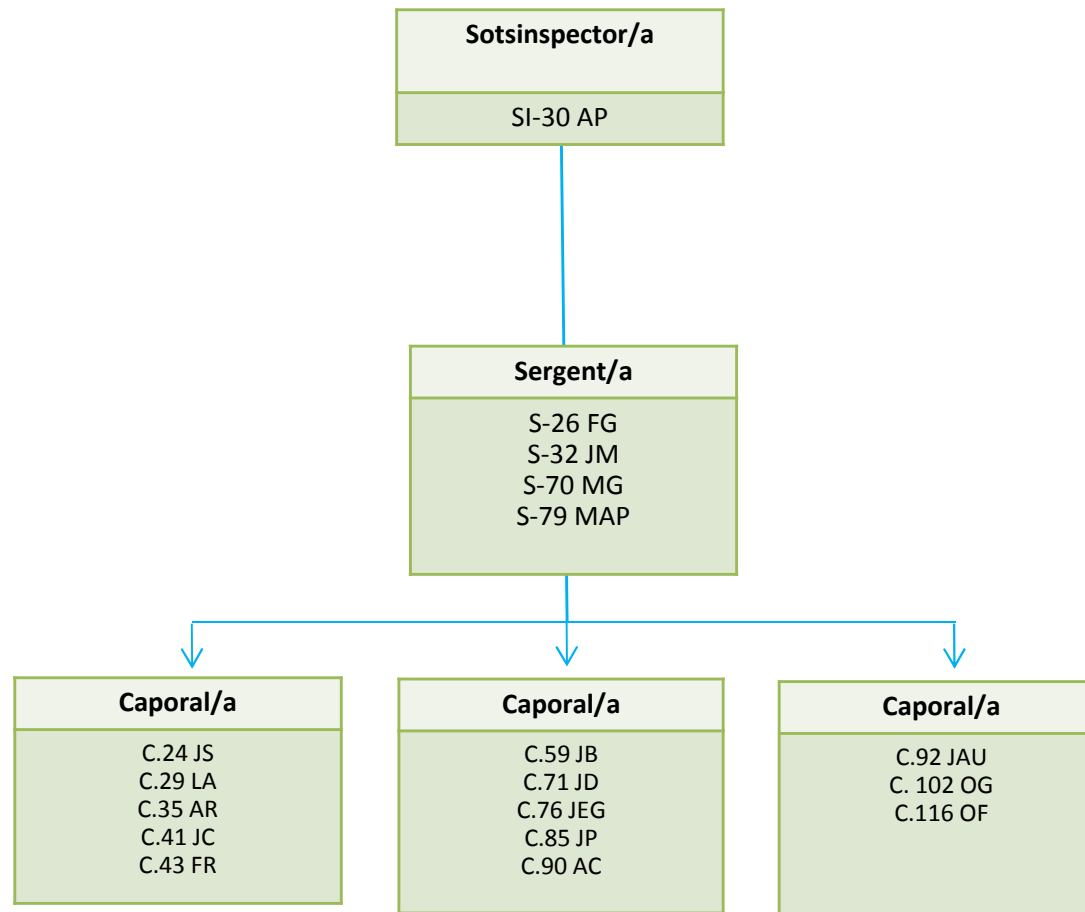 Sotsinspector/a
SI-30 AP
Sergent/a
S-26 FG
S-32 JM
S-70 MG
S-79 MAP
Caporal/a
C.24 JS
C.29 LA
C.35 AR
C.41 JC
C.43 FR
Caporal/a
C.59 JB
C.71 JD
C.76 JEG
C.85 JP
C.90 AC
Caporal/a
C.92 JAU
C. 102 OG
C.116 OF